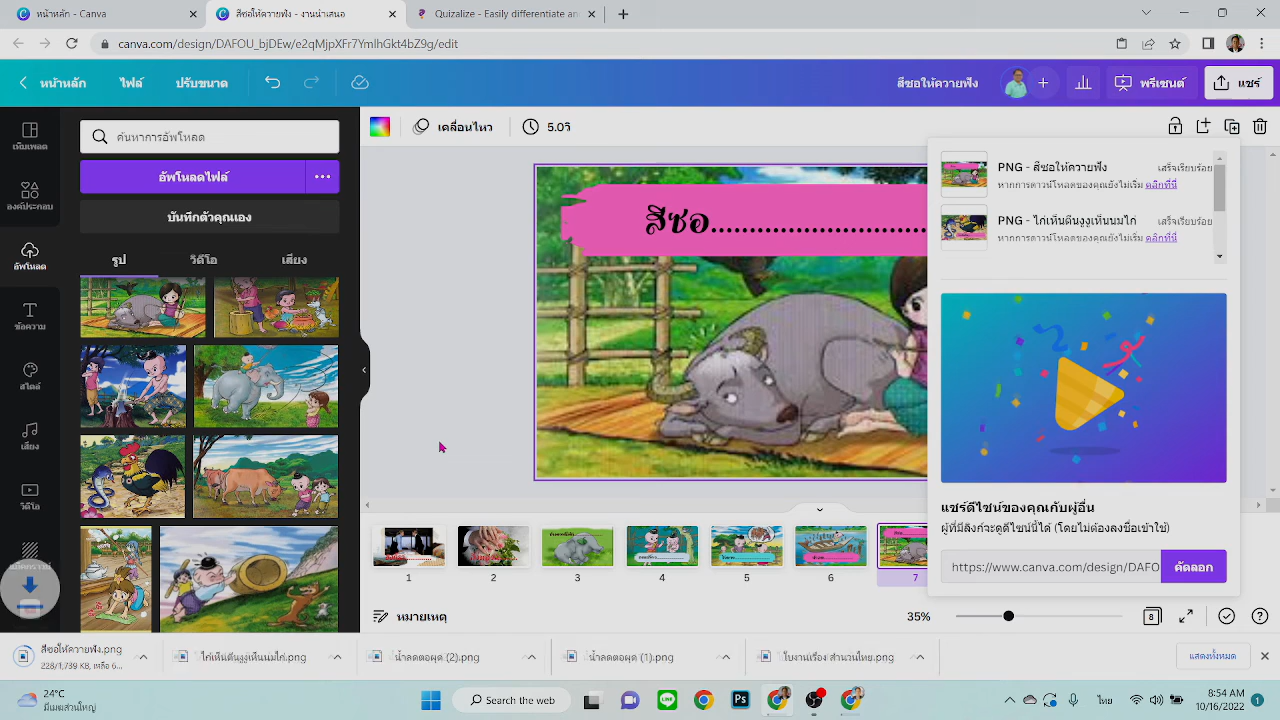 สีซอให้ควายฟัง - งานนำเสนอ
Quizalize - Easily differentiate an
canva.com/design/DAFOU_bjDEw/e2qMjpXFr7YmIhGkt4bZ9g/edit
หน้าหลัก
ไฟล์
ปรับขนาด
สีซอให้ควายฟัง
พรีเซนต์
แชร์
ค้นหาการอัพโหลด
เคลื่อนไหว
5.0วิ
เทมเพลต
องค์ประกอบ
อัพโหลด
ข้อความ
สไตล์
เสียง
วิดีโอ
อัพโหลดไฟล์
บันทึกตัวคุณเอง
รูป
วิดีโอ
เสียง
สีซอ..............................
PNG - สีซอให้ควายฟัง
เสร็จเรียบร้อย
หากการดาวน์โหลดของคุณยังไม่เริ่ม คลิกที่นี่
PNG - ไก่เห็นตีนงูงูเห็นนมไก่
เสร็จเรียบร้อย
หากการดาวน์โหลดของคุณยังไม่เริ่ม คลิกที่นี่
แชร์ดีไซน์ของคุณกับผู้อื่น
ผู้ที่มีลิงก์จะดูดีไซน์นี้ได้ (โดยไม่ต้องลงชื่อเข้าใช้)
https://www.canva.com/design/DAFO
คัดลอก
1
2
3
4
5
6
7
หมายเหตุ
35%
8
สีซอให้ควายฟัง.png
ไก่เห็นตีนงูงูเห็นนมไก่.png
น้ำลดตอผุด (2).png
น้ำลดตอผุด (1).png
ใบงานเรื่อง สำนวนไทย.png
แสดงทั้งหมด
24°C
มีเมฆส่วนใหญ่
Search the web
ไทย
8:54 AM
10/16/2022
1